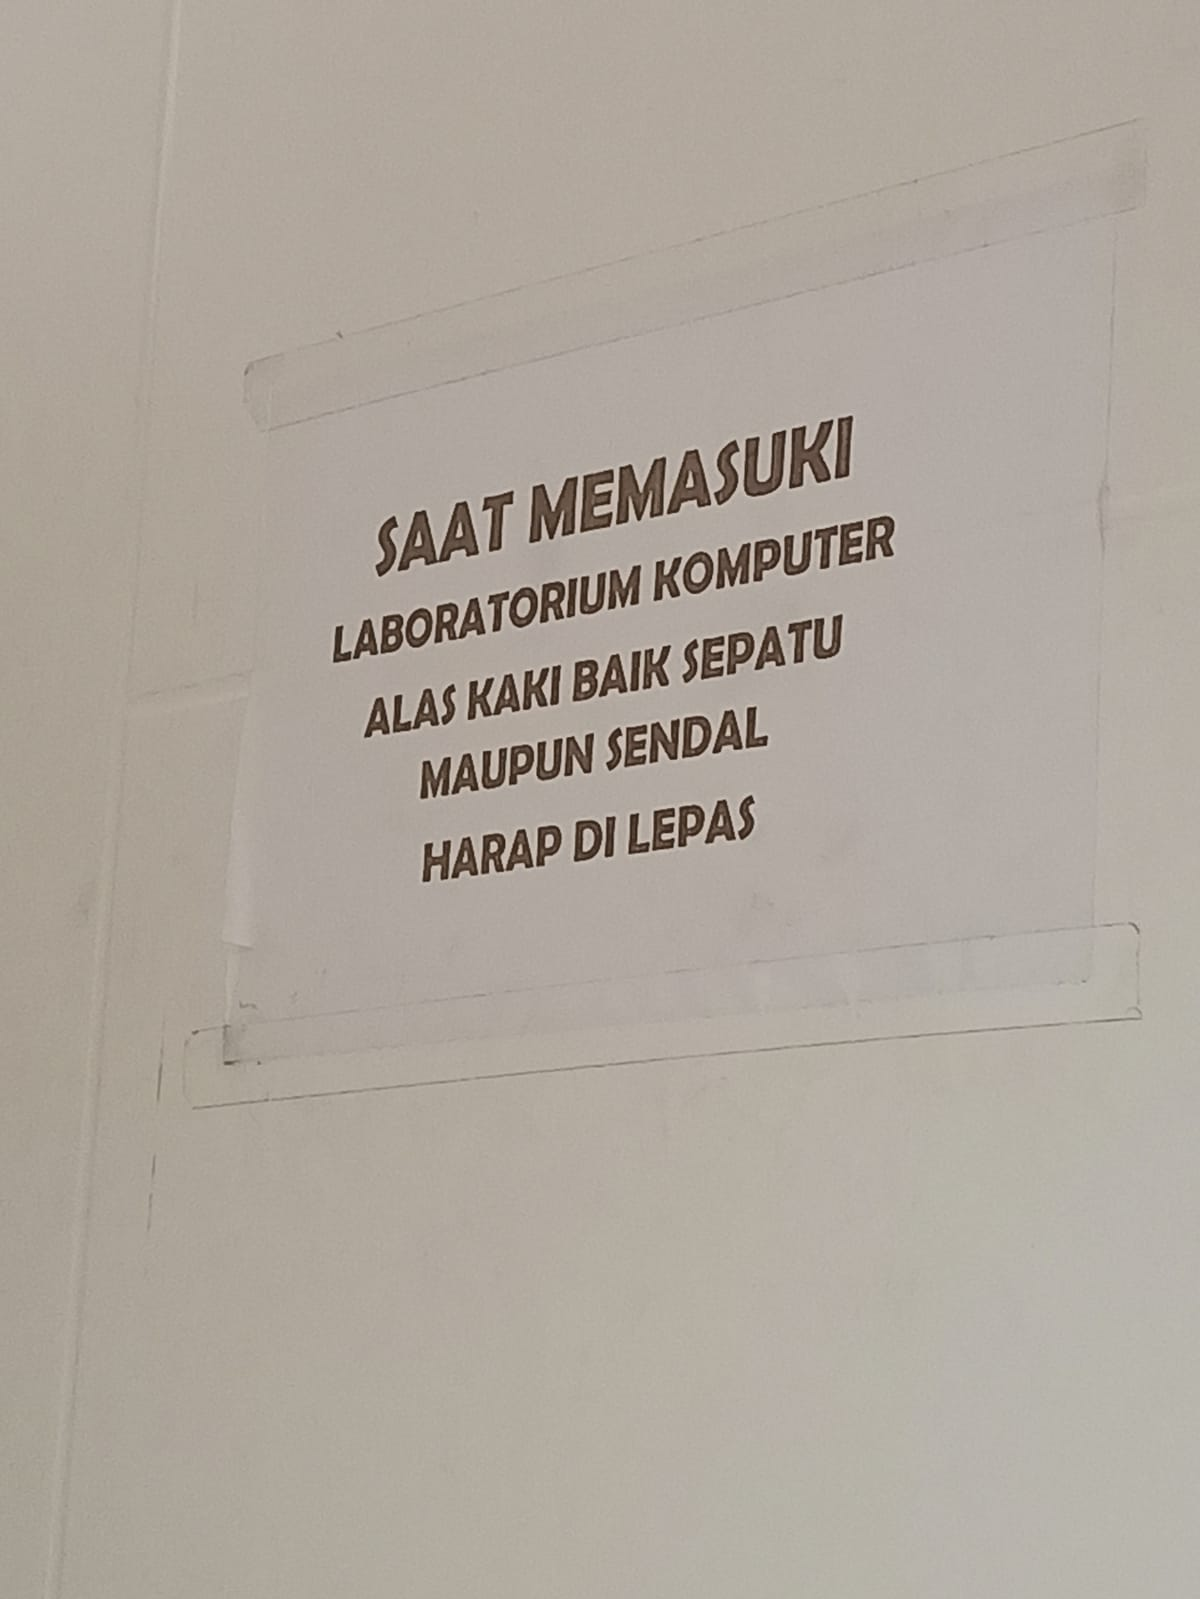 SAAT MEMASUKI
LABORATORIUM KOMPUTER
ALAS KAKI BAIK SEPATU
MAUPUN SENDAL
HARAP DI LEPAS